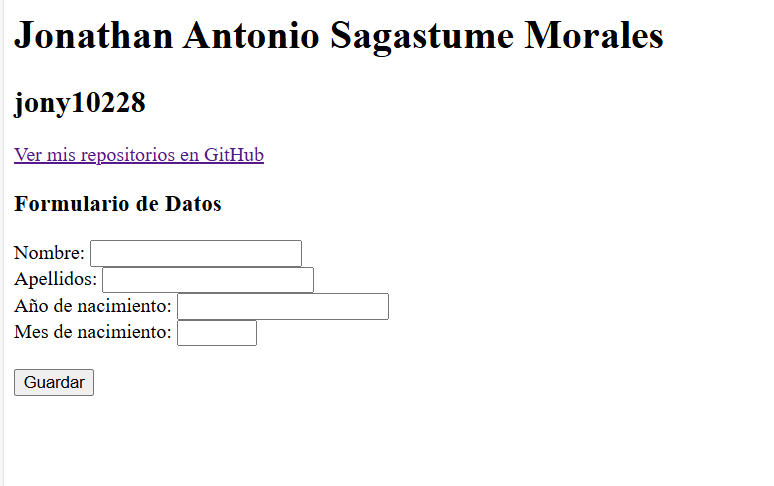 Jonathan Antonio Sagastume Morales
jony10228
Ver mis repositorios en GitHub
Formulario de Datos
Nombre:
Apellidos:
Año de nacimiento:
Mes de nacimiento:
Guardar